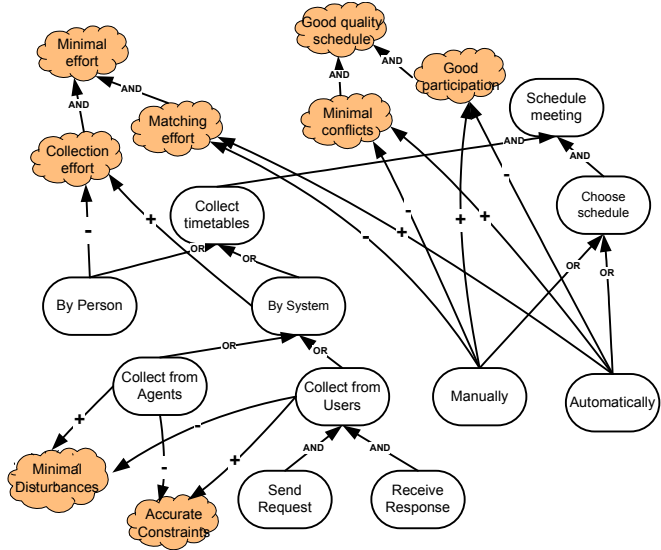 Good quality
schedule
Minimal
effort
AND
AND
Good
participation
AND
AND
Schedule
meeting
Matching
effort
Minimal
conflicts
AND
Collection
effort
AND
Collect
timetables
Choose
schedule
-
-
-
+
+
+
-
+
OR
OR
OR
OR
By Person
By System
OR
OR
Collect from
Agents
Collect from
Users
Manually
Automatically
+
-
-
+
AND
AND
Minimal
Disturbances
Send
Request
Receive
Response
Accurate
Constraints